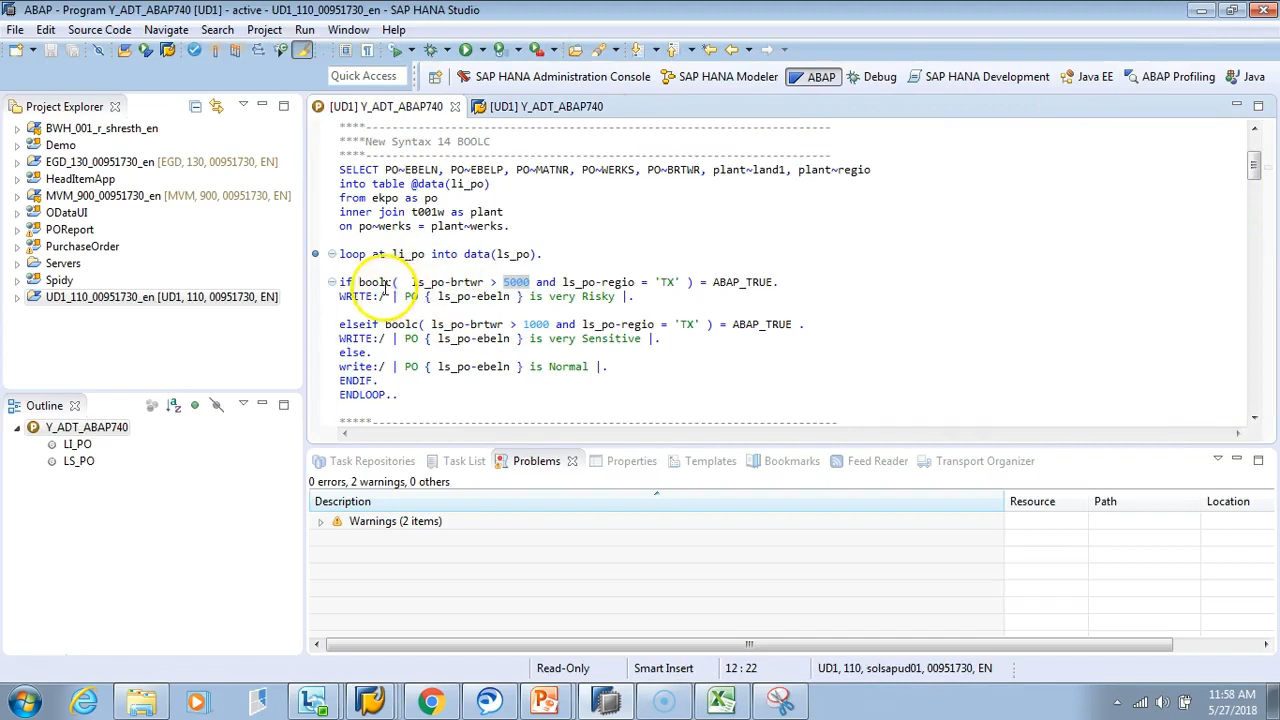 ABAP - Program Y_ADT_ABAP740 [UD1] - active - UD1_110_00951730_en - SAP HANA Studio
File Edit Source Code Navigate Search Project Run Window Help
Quick Access SAP HANA Administration Console SAP HANA Modeler ABAP Debug SAP HANA Development Java EE ABAP Profiling Java
Project Explorer
BWH_001_r_shresth_en
Demo
EGD_130_00951730_en [EGD, 130, 00951730, EN]
HeadItemApp
MVM_900_00951730_en [MVM, 900, 00951730, EN]
ODataUI
POReport
PurchaseOrder
Servers
Spidy
UD1_110_00951730_en [UD1, 110, 00951730, EN]
Outline
Y_ADT_ABAP740
LI_PO
LS_PO
[UD1] Y_ADT_ABAP740 [UD1] Y_ADT_ABAP740
****-----------------------------------------------------------------------
****New Syntax 14 BOOLC
****-----------------------------------------------------------------------
SELECT PO~EBELN, PO~EBELP, PO~MATNR, PO~WERKS, PO~BRTWR, plant~land1, plant~regio
into table @data(li_po)
from ekpo as po
inner join t001w as plant
on po~werks = plant~werks.
loop at li_po into data(ls_po).
if boolc( ls_po-brtwr > 5000 and ls_po-regio = 'TX' ) = ABAP_TRUE.
WRITE:/ | PO { ls_po-ebeln } is very Risky |.
elseif boolc( ls_po-brtwr > 1000 and ls_po-regio = 'TX' ) = ABAP_TRUE .
WRITE:/ | PO { ls_po-ebeln } is very Sensitive |.
else.
write:/ | PO { ls_po-ebeln } is Normal |.
ENDIF.
ENDLOOP..
*****-----------------------------------------------------------------------
Task Repositories Task List Problems Properties Templates Bookmarks Feed Reader Transport Organizer
0 errors, 2 warnings, 0 others
Description Resource Path Location
Warnings (2 items)
Read-Only Smart Insert 12 : 22 UD1, 110, solsapud01, 00951730, EN
11:58 AM
5/27/2018